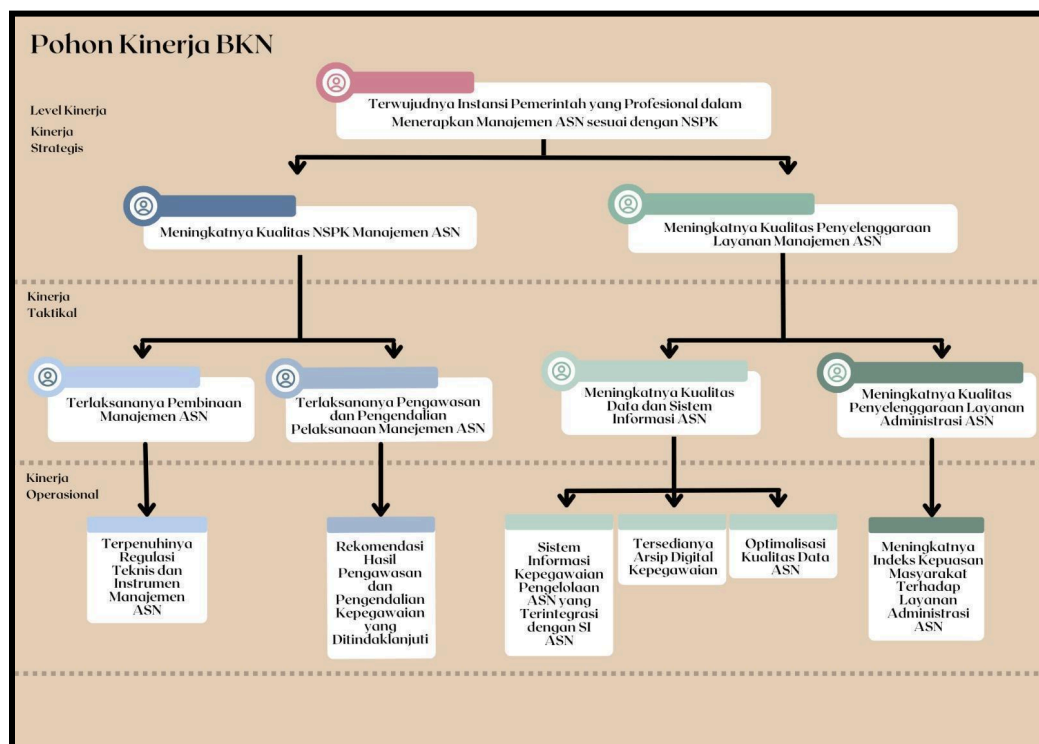 Pohon Kinerja BKN
Level Kinerja
Kinerja
Strategis
Terwujudnya Instansi Pemerintah yang Profesional dalam
Menerapkan Manajemen ASN sesuai dengan NSPK
Meningkatnya Kualitas NSPK Manajemen ASN
Meningkatnya Kualitas Penyelenggaraan
Layanan Manajemen ASN
Kinerja
Taktikal
Terlaksananya Pembinaan
Manajemen ASN
Terlaksananya Pengawasan
dan Pengendalian
Pelaksanaan Manejemen ASN
Meningkatnya Kualitas
Data dan Sistem
Informasi ASN
Meningkatnya Kualitas
Penyelenggaraan Layanan
Administrasi ASN
Kinerja
Operasional
Terpenuhinya
Regulasi
Teknis dan
Instrumen
Manajemen
ASN
Rekomendasi
Hasil
Pengawasan
dan
Pengendalian
Kepegawaian
yang
Ditindaklanjuti
Sistem
Informasi
Kepegawaian
Pengelolaan
ASN yang
Terintegrasi
dengan SI
ASN
Tersedianya
Arsip Digital
Kepegawaian
Optimalisasi
Kualitas Data
ASN
Meningkatnya
Indeks Kepuasan
Masyarakat
Terhadap
Layanan
Administrasi
ASN